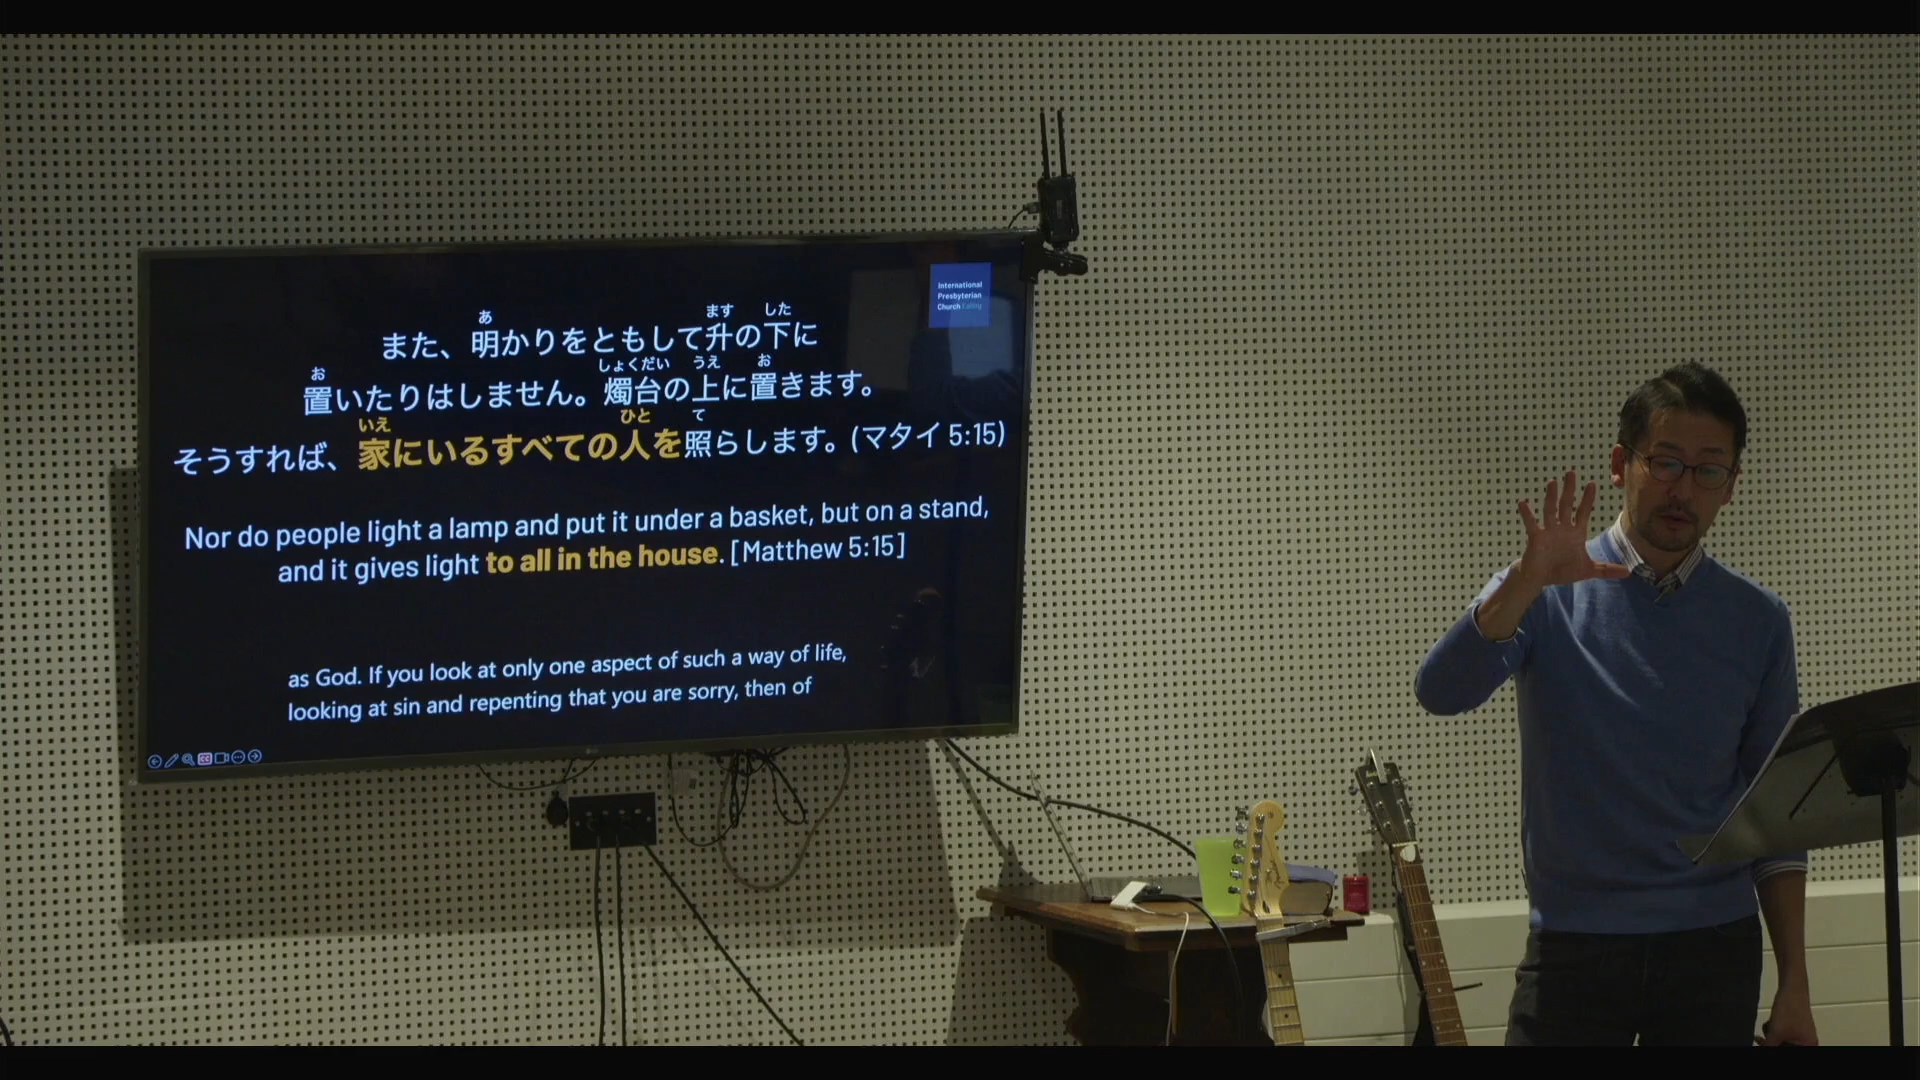 International
Presbyterian
Church Ealing
また、明かりをともして升の下に
置いたりはしません。燭台の上に置きます。
そうすれば、家にいるすべての人を照らします。(マタイ 5:15)
Nor do people light a lamp and put it under a basket, but on a stand,
and it gives light to all in the house. [Matthew 5:15]
as God. If you look at only one aspect of such a way of life,
looking at sin and repenting that you are sorry, then of